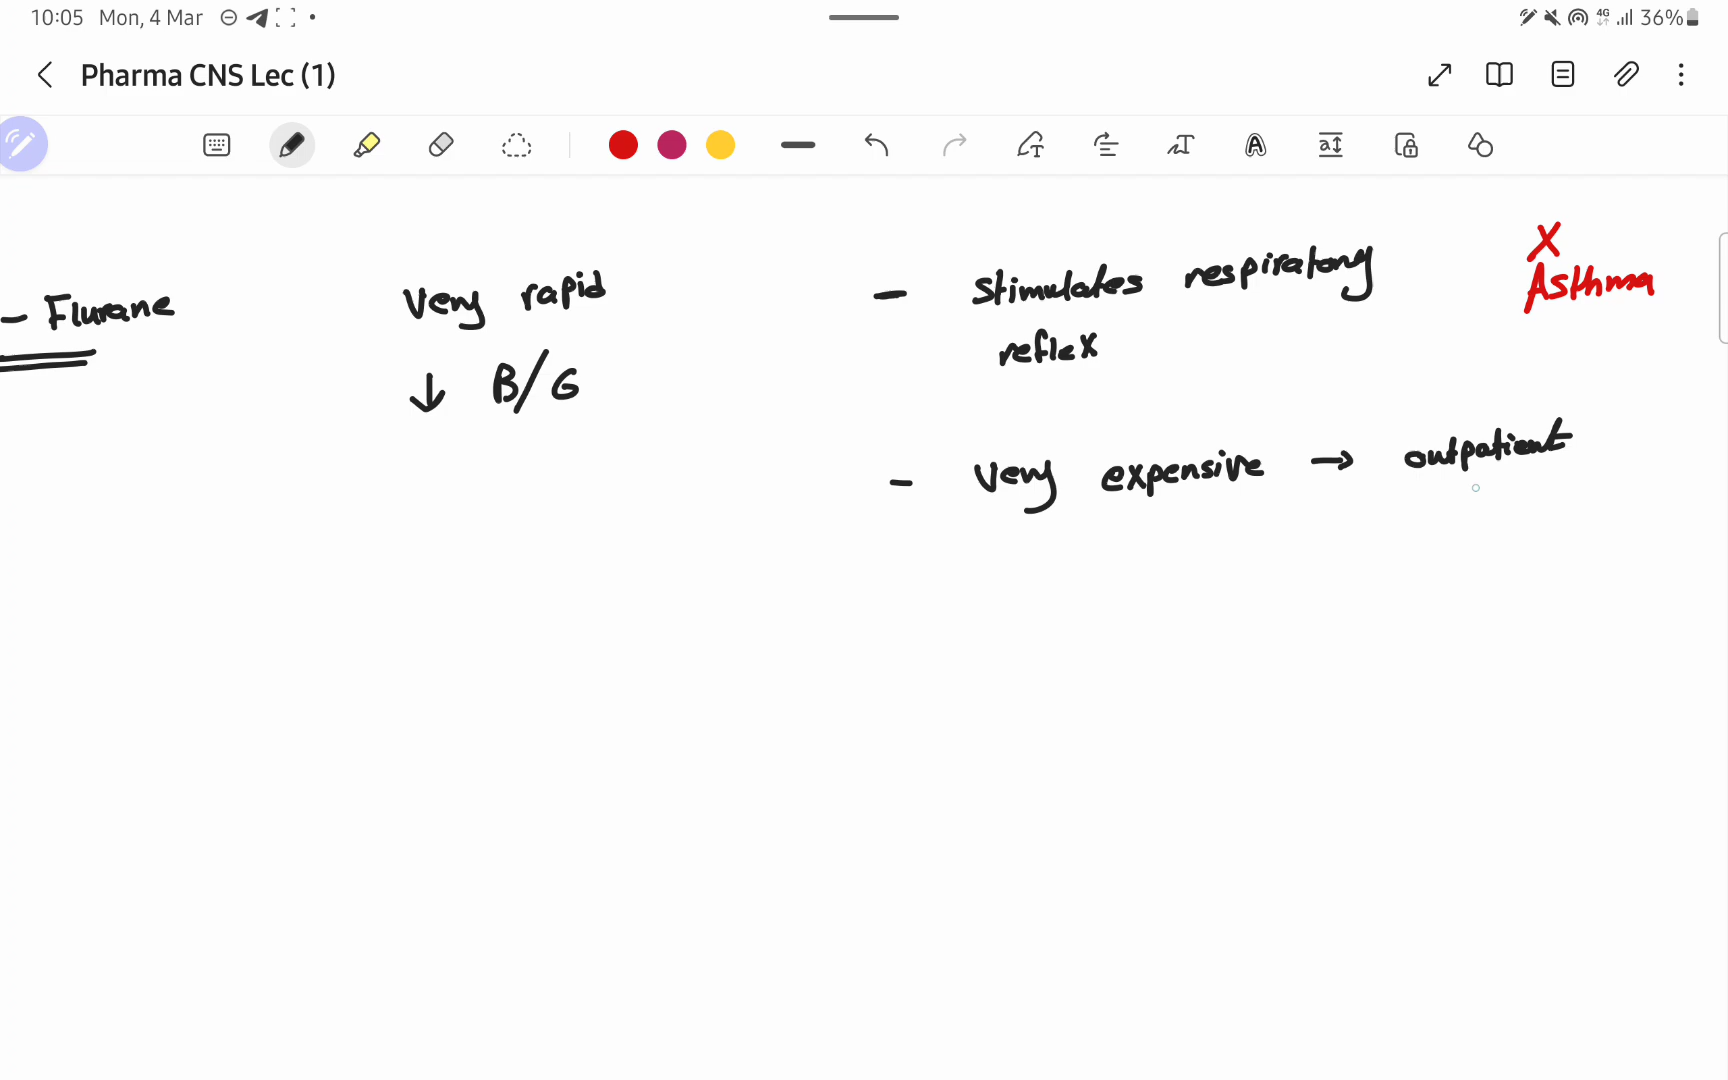 10:05 Mon, 4 Mar 4G 36%
Pharma CNS Lec (1)
- Flurane Very rapid - stimulates respiratory X
Asthma
reflex
↓ B/G
- Very expensive → outpatient